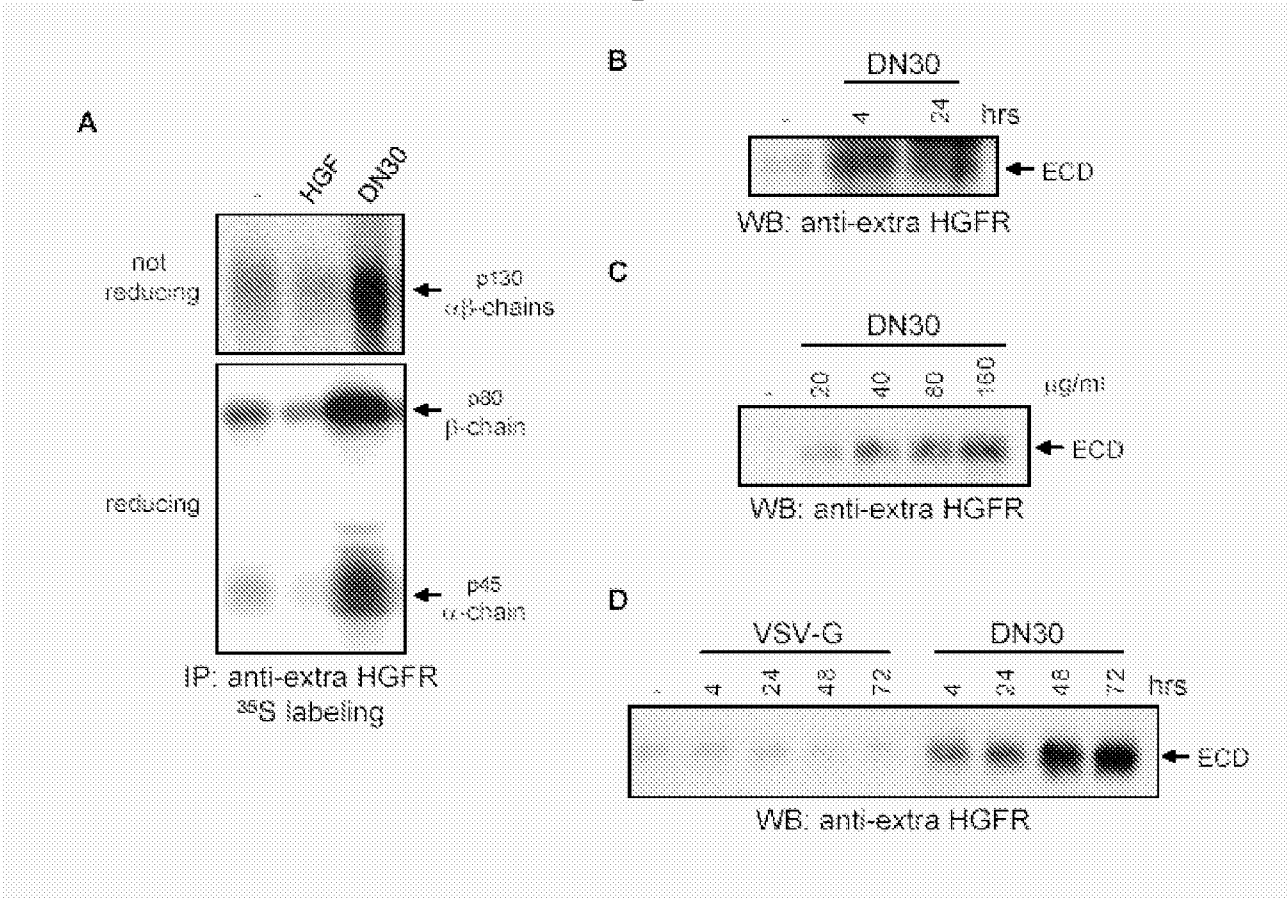 A
- HGF DN30
not
reducing
p130
αβ-chains
p80
β-chain
reducing
p45
α-chain
IP: anti-extra HGFR
³⁵S labeling
B
DN30
- 4 24 hrs
ECD
WB: anti-extra HGFR
C
DN30
- 20 40 80 160 µg/ml
ECD
WB: anti-extra HGFR
D
VSV-G DN30
- 4 24 48 72 4 24 48 72 hrs
ECD
WB: anti-extra HGFR